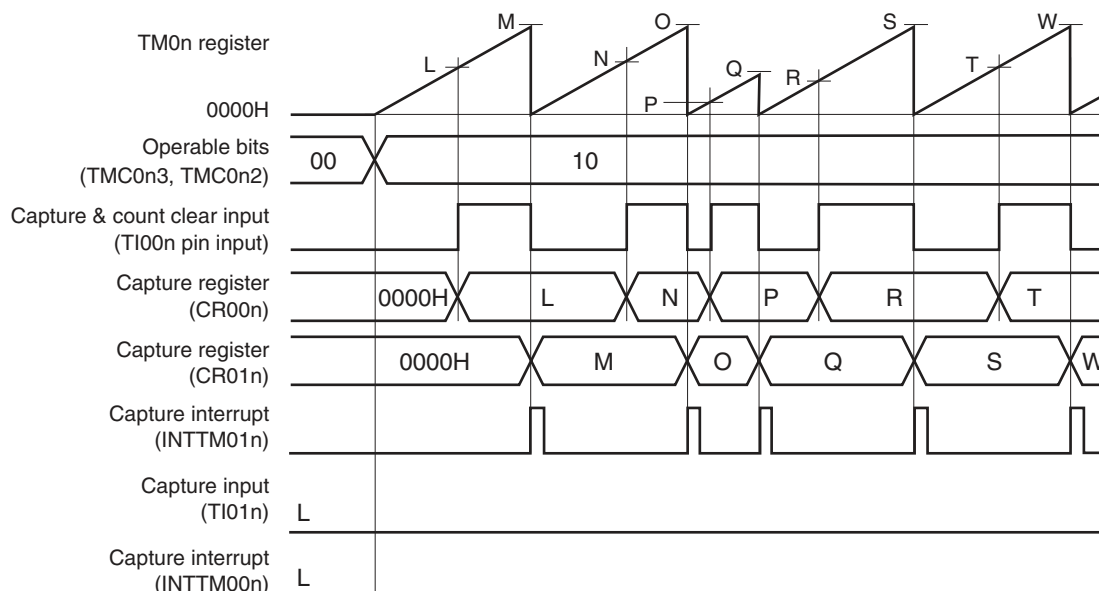 M O S W
TM0n register
L N Q R T
P
0000H
Operable bits
(TMC0n3, TMC0n2)
00 10
Capture & count clear input
(TI00n pin input)
Capture register
(CR00n)
0000H L N P R T
Capture register
(CR01n)
0000H M O Q S W
Capture interrupt
(INTTM01n)
Capture input
(TI01n)
L
Capture interrupt
(INTTM00n)
L